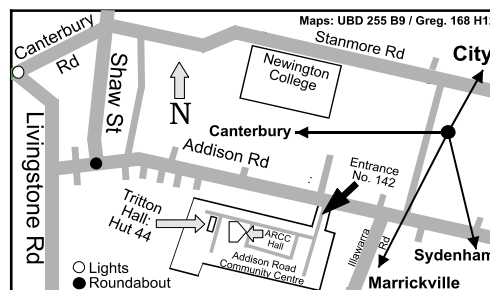 Maps: UBD 255 B9 / Greg. 168 H1
Canterbury
Rd
Stanmore Rd
City
Shaw St
Newington
College
N
Canterbury
Livingstone Rd
Addison Rd
Entrance
No. 142
Tritton
Hall:
Hut 44
ARCC
Hall
Addison Road
Community Centre
Illawarra
Rd
Sydenham
Marrickville
Lights
Roundabout